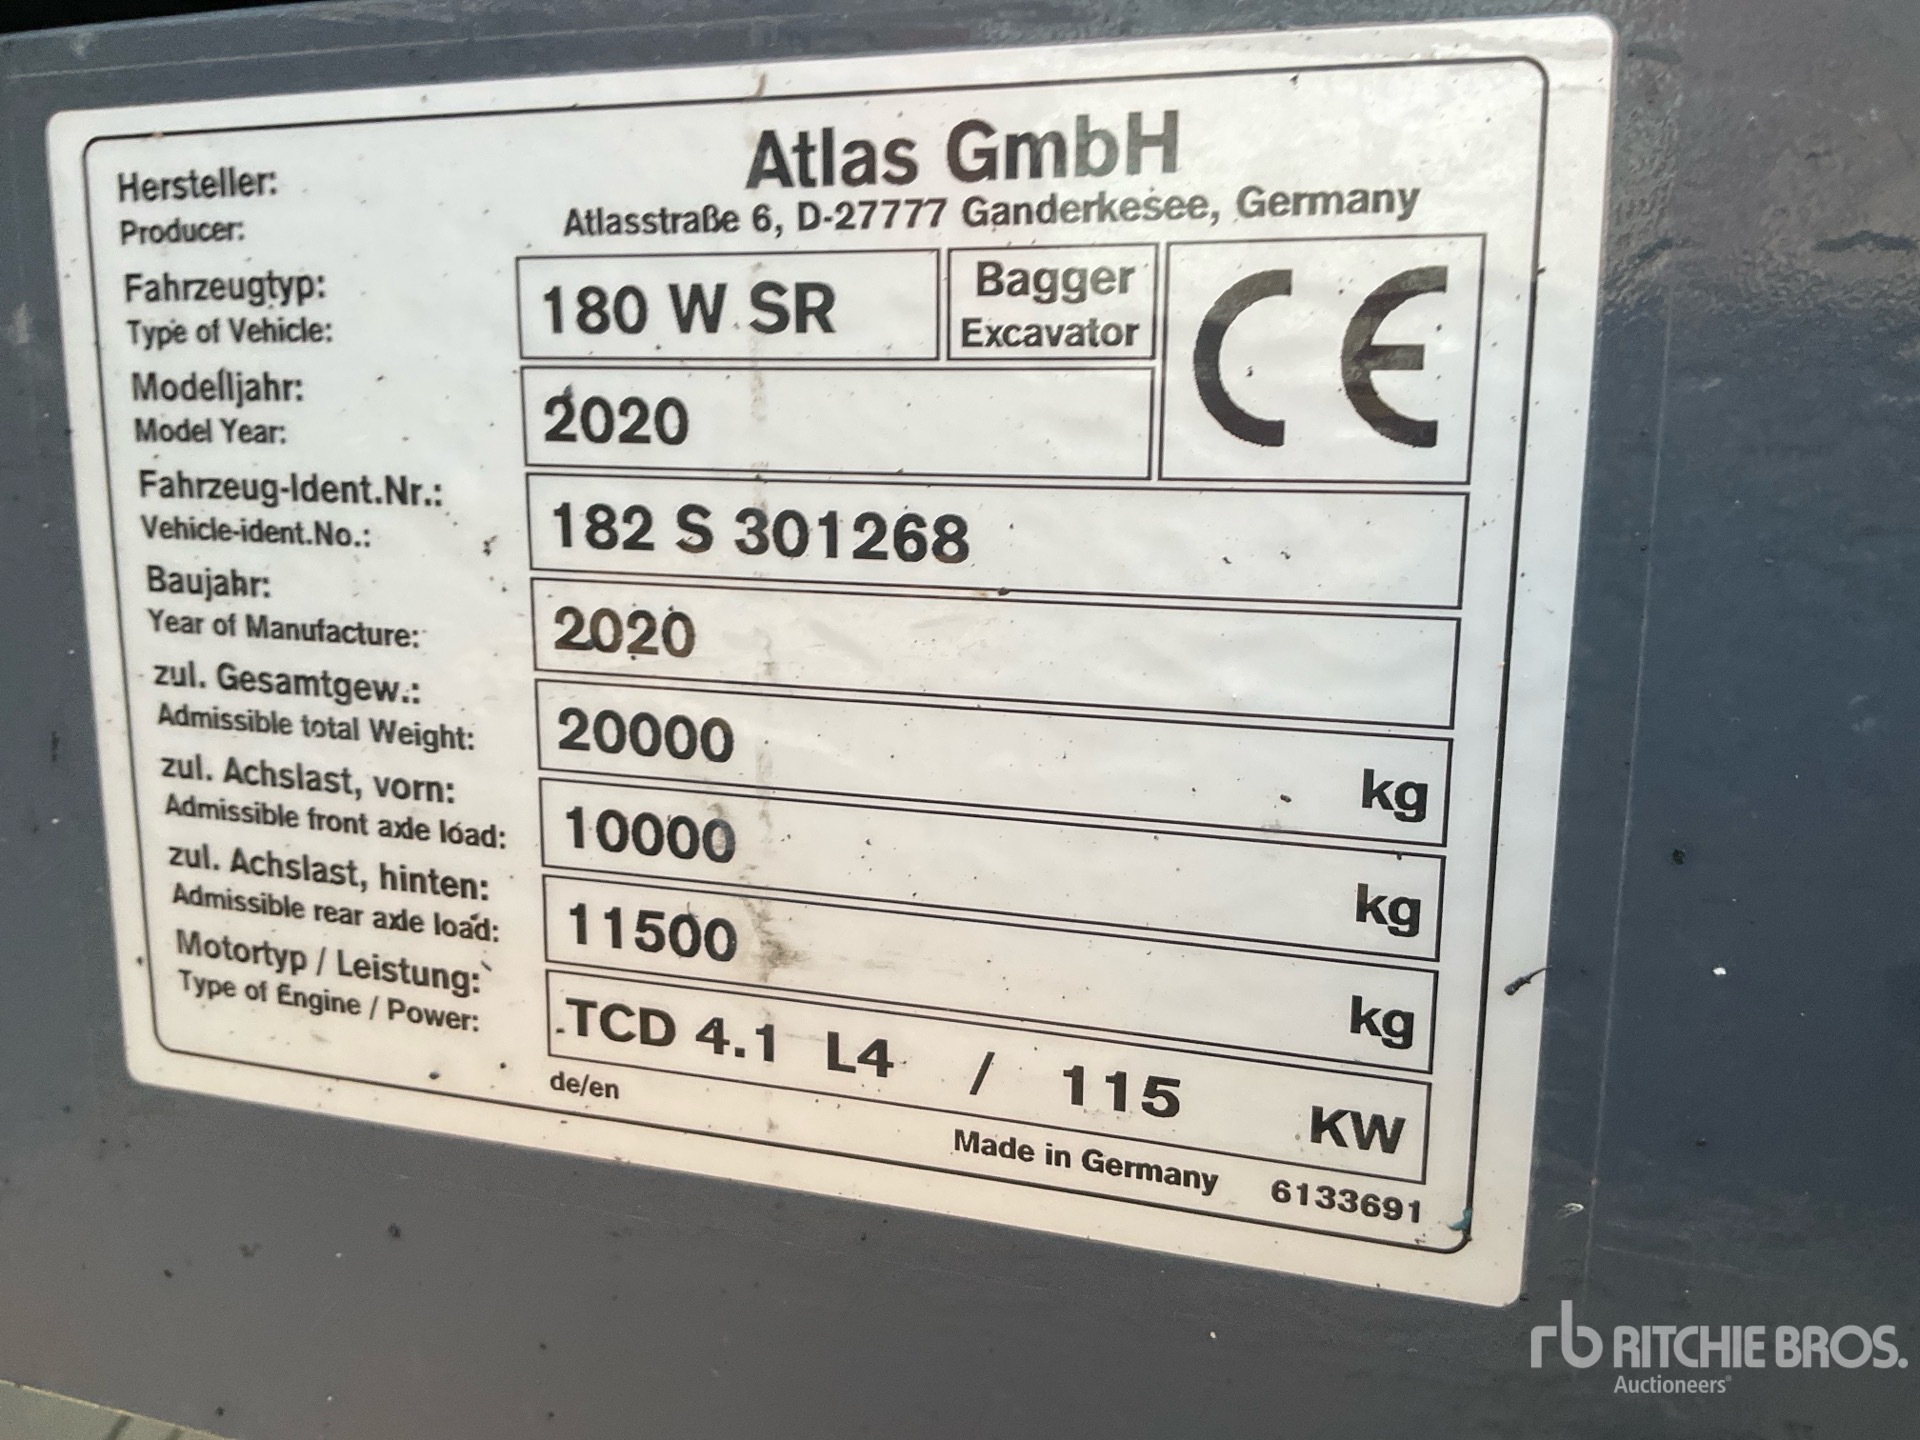 Atlas GmbH
Hersteller:
Producer:
Atlasstraße 6, D-27777 Ganderkesee, Germany
Fahrzeugtyp:
Type of Vehicle:
180 W SR
Bagger
Excavator
CE
Modelljahr:
Model Year:
2020
Fahrzeug-Ident.Nr.:
Vehicle-ident.No.:
182 S 301268
Baujahr:
Year of Manufacture:
2020
zul. Gesamtgew.:
Admissible total Weight:
20000 kg
zul. Achslast, vorn:
Admissible front axle load:
10000 kg
zul. Achslast, hinten:
Admissible rear axle load:
11500 kg
Motortyp / Leistung:
Type of Engine / Power:
TCD 4.1 L4 / 115 KW
de/en
Made in Germany 6133691
rb RITCHIE BROS.
Auctioneers